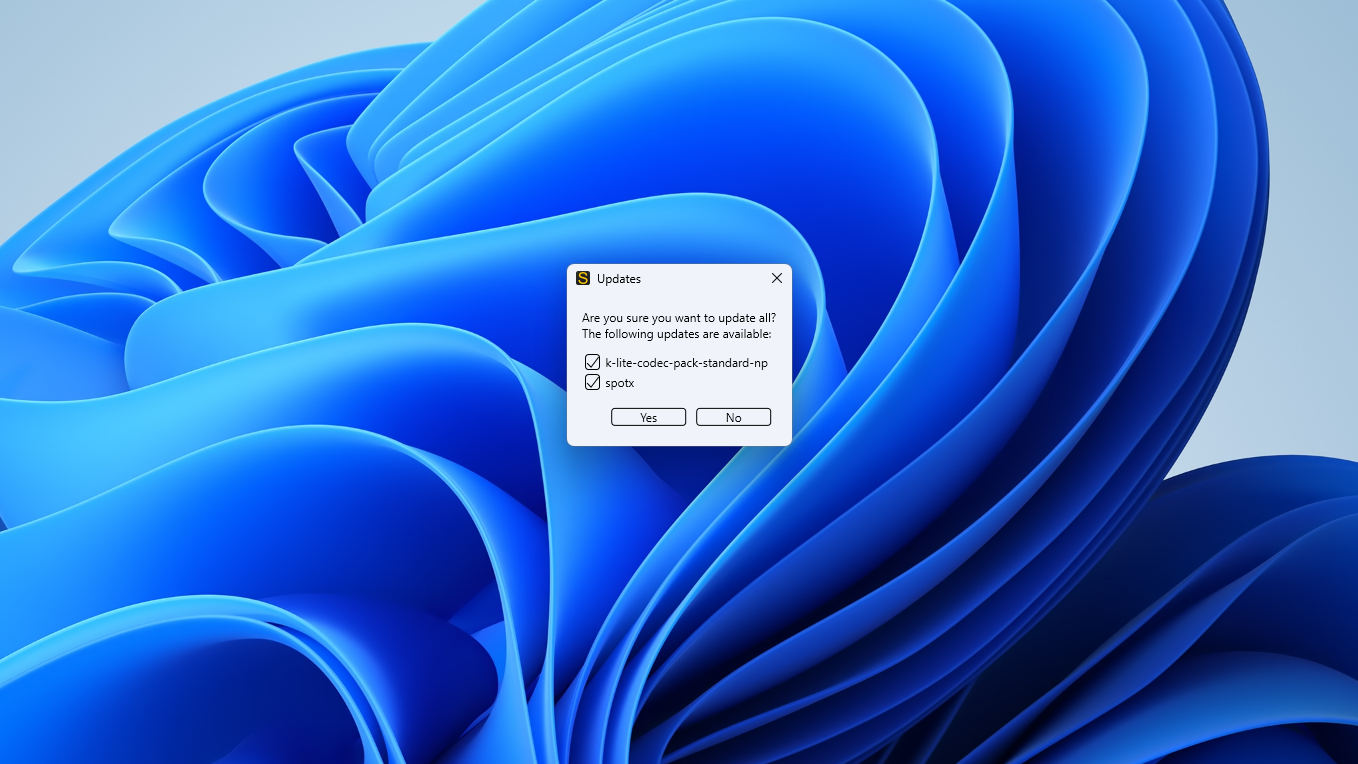 S Updates
Are you sure you want to update all?
The following updates are available:
k-lite-codec-pack-standard-np
spotx
Yes No